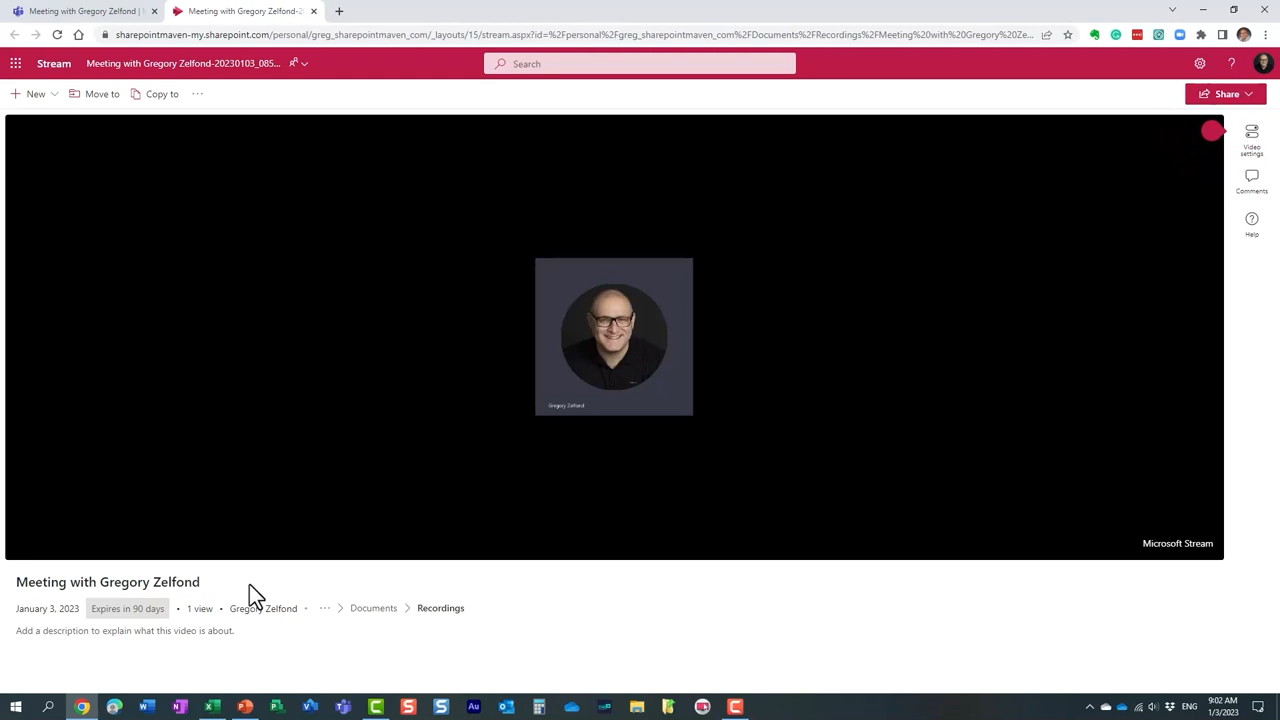 Meeting with Gregory Zelfond |
Meeting with Gregory Zelfond-2
sharepointmaven-my.sharepoint.com/personal/greg_sharepointmaven_com/_layouts/15/stream.aspx?id=%2Fpersonal%2Fgreg_sharepointmaven_com%2FDocuments%2FRecordings%2FMeeting%20with%20Gregory%20Ze...
Stream
Meeting with Gregory Zelfond-20230103_085...
Search
New
Move to
Copy to
Share
Video
settings
Comments
Help
Gregory Zelfond
Microsoft Stream
Meeting with Gregory Zelfond
January 3, 2023 Expires in 90 days • 1 view • Gregory Zelfond • ... > Documents > Recordings
Add a description to explain what this video is about.
ENG
9:02 AM
1/3/2023